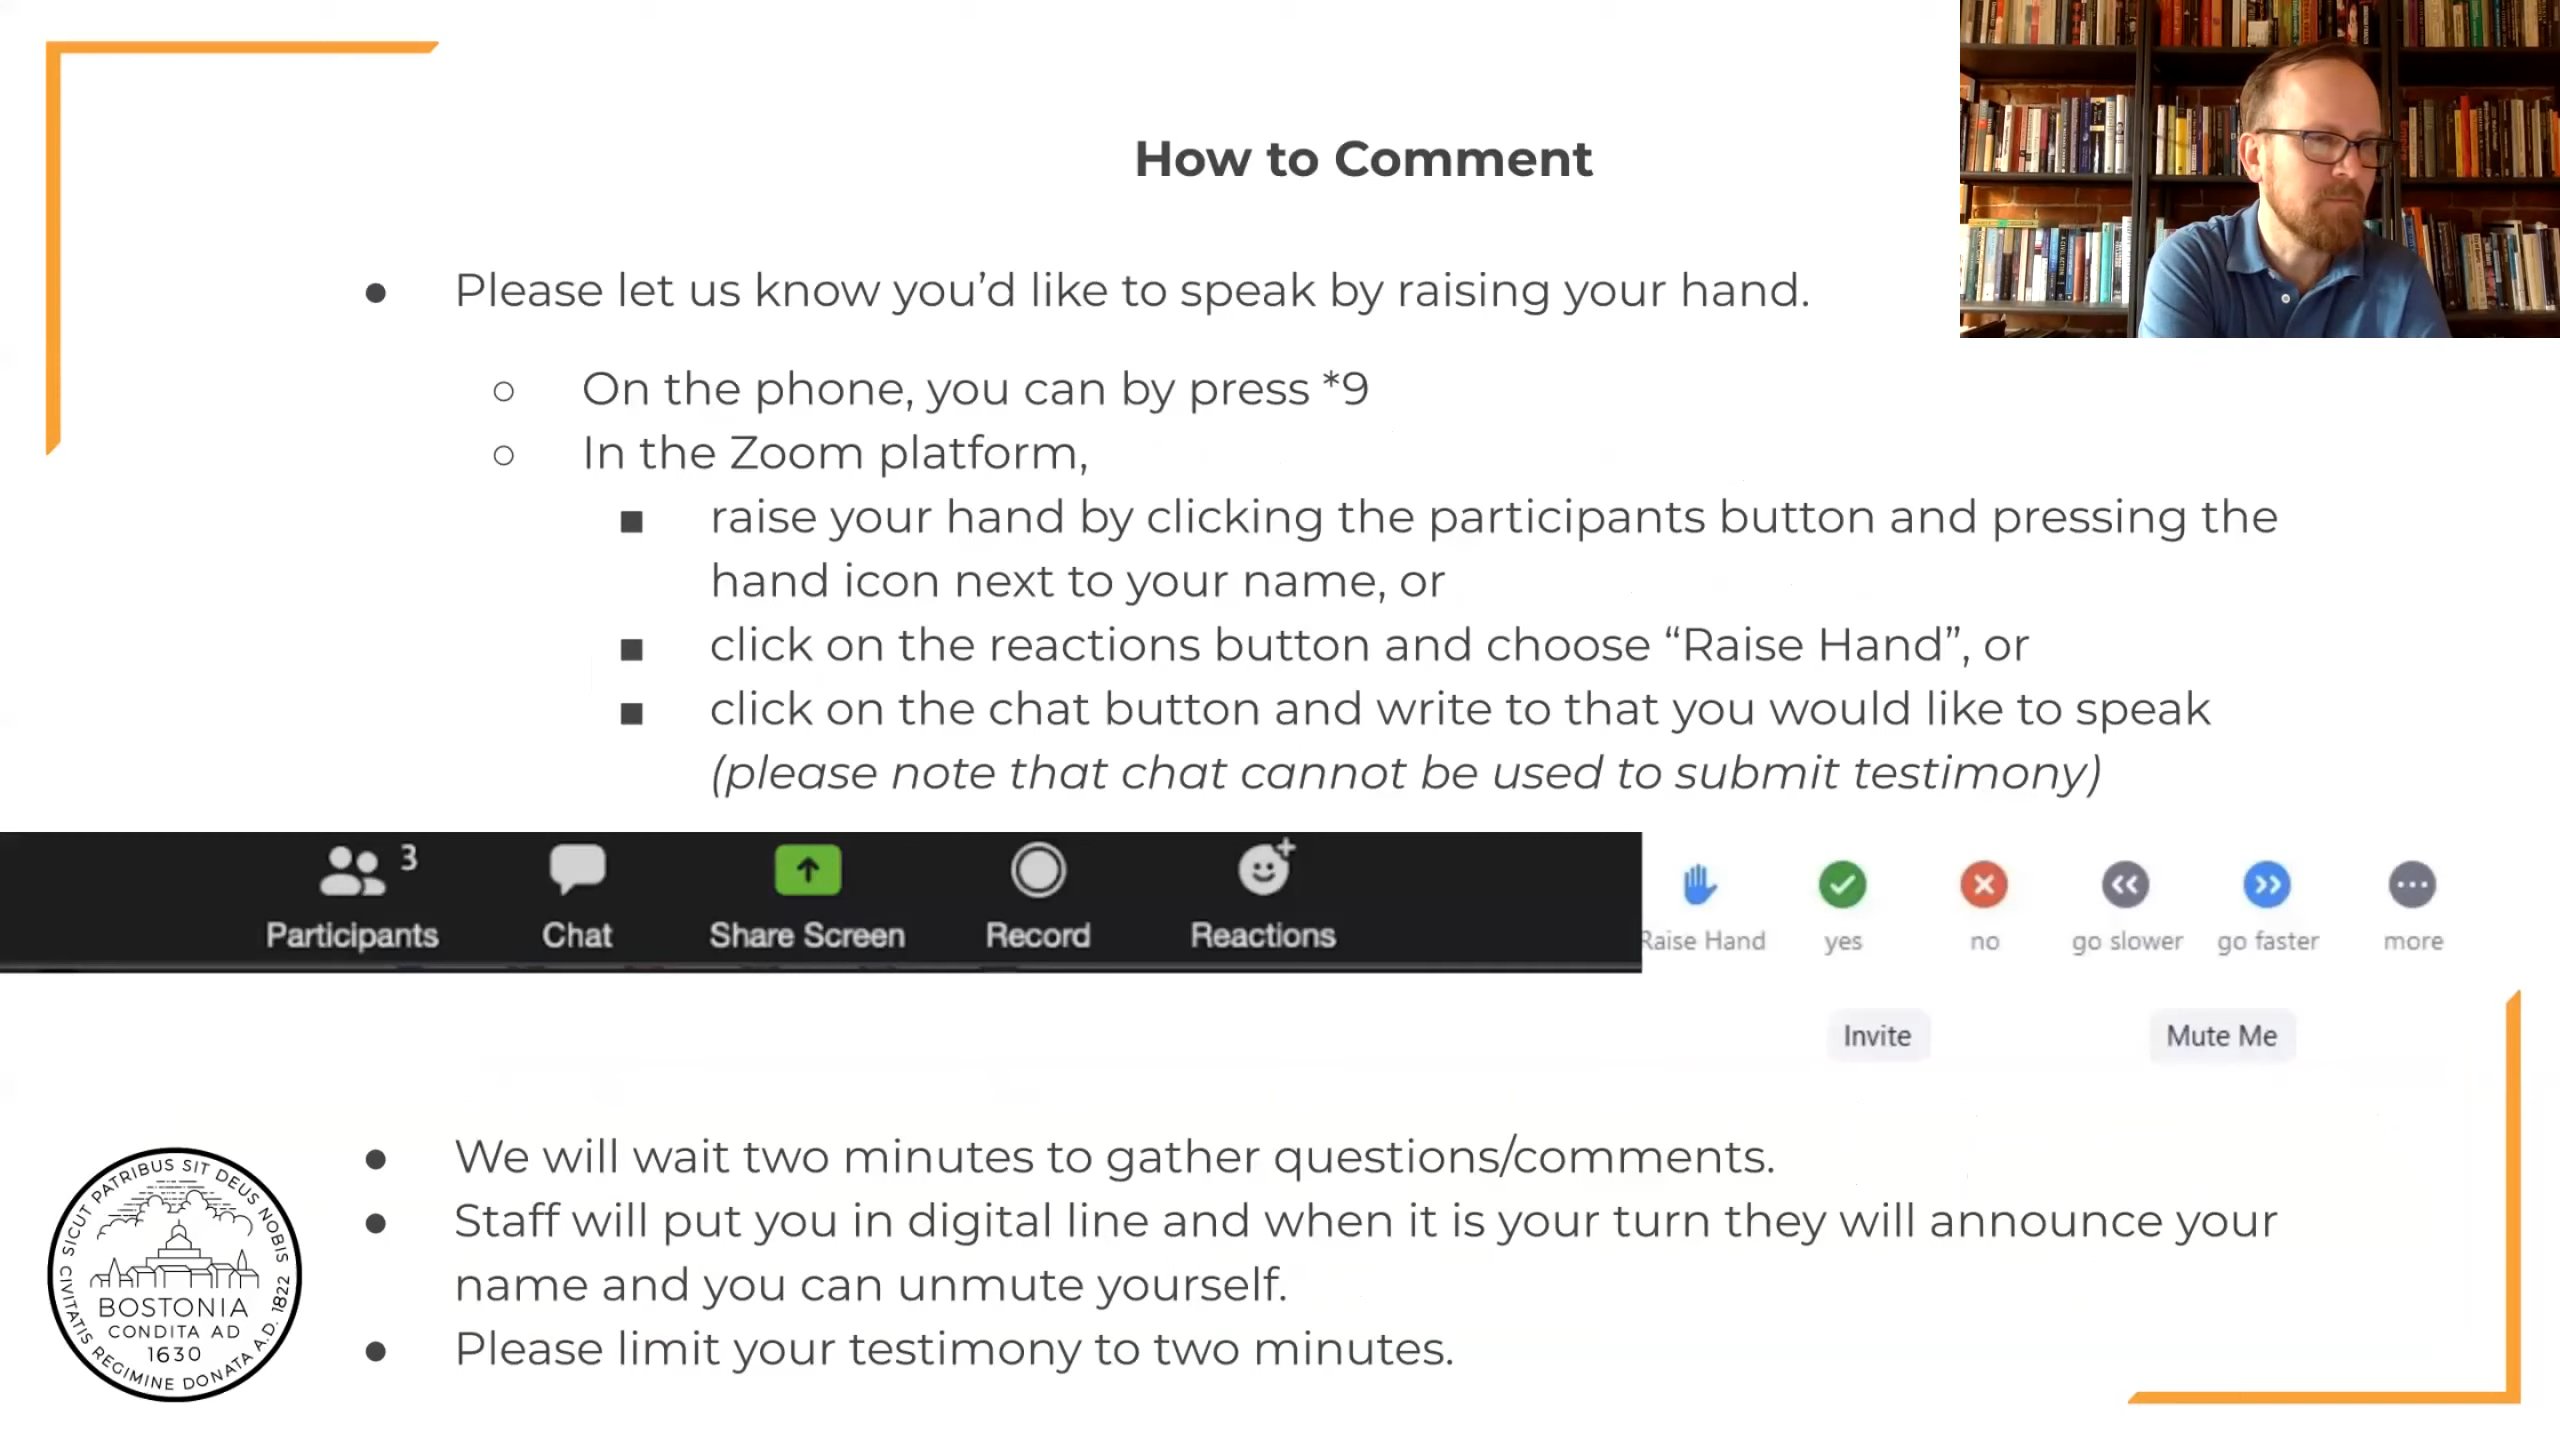 How to Comment
● Please let us know you’d like to speak by raising your hand.
○ On the phone, you can by press *9
○ In the Zoom platform,
■ raise your hand by clicking the participants button and pressing the
hand icon next to your name, or
■ click on the reactions button and choose “Raise Hand”, or
■ click on the chat button and write to that you would like to speak
(please note that chat cannot be used to submit testimony)
3
Participants Chat Share Screen Record Reactions
Raise Hand yes no go slower go faster more
Invite Mute Me
● We will wait two minutes to gather questions/comments.
● Staff will put you in digital line and when it is your turn they will announce your
name and you can unmute yourself.
● Please limit your testimony to two minutes.
SICUT PATRIBUS SIT DEUS NOBIS
BOSTONIA
CONDITA AD
1630
CIVITATIS REGIMINE DONATA A.D. 1822